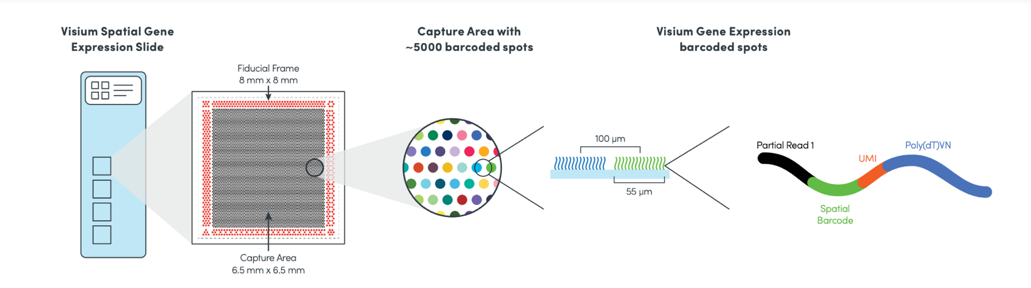 Visium Spatial Gene
Expression Slide
Capture Area with
~5000 barcoded spots
Visium Gene Expression
barcoded spots
Fiducial Frame
8 mm x 8 mm
Capture Area
6.5 mm x 6.5 mm
100 µm
55 µm
Partial Read 1
Spatial
Barcode
UMI
Poly(dT)VN